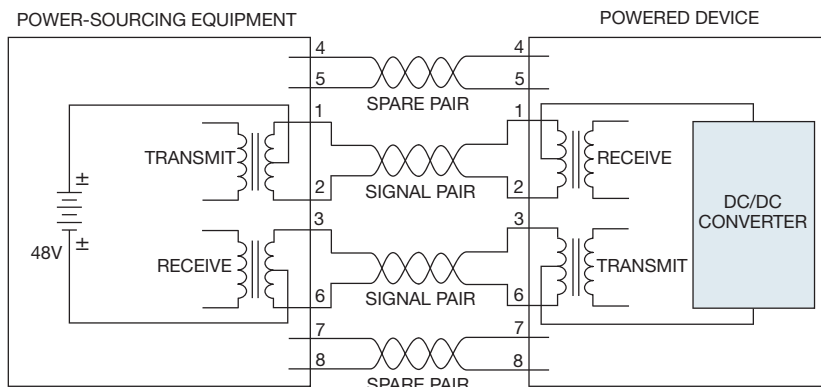 POWER-SOURCING EQUIPMENT
POWERED DEVICE
4
4
5
5
SPARE PAIR
1
1
TRANSMIT
RECEIVE
2
2
SIGNAL PAIR
±
DC/DC
CONVERTER
3
3
±
48V
RECEIVE
TRANSMIT
6
6
SIGNAL PAIR
7
7
8
8
SPARE PAIR